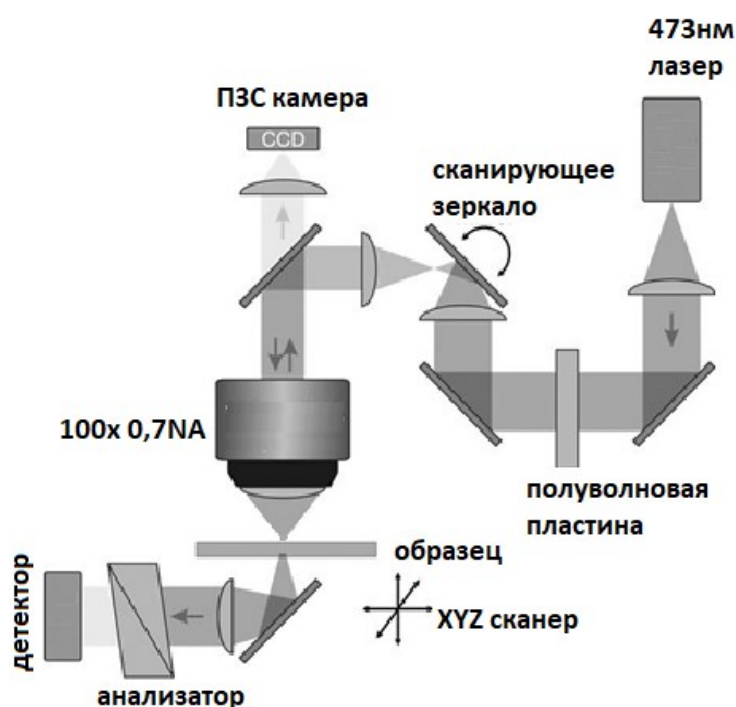 473нм
лазер
ПЗС камера
CCD
сканирующее
зеркало
100x 0,7NA
полуволновая
пластина
образец
XYZ сканер
детектор
анализатор